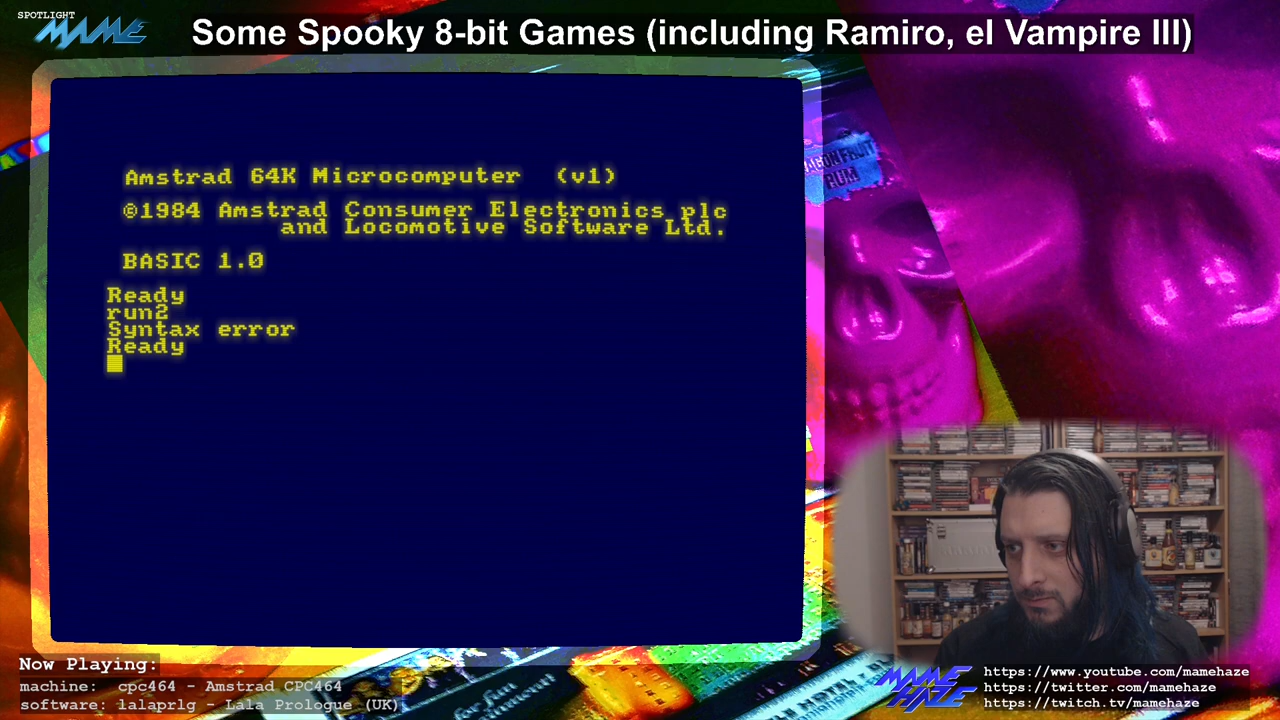 SPOTLIGHT
MAME
Some Spooky 8-bit Games (including Ramiro, el Vampire III)
Amstrad 64K Microcomputer (v1)
©1984 Amstrad Consumer Electronics plc
and Locomotive Software Ltd.
BASIC 1.0
Ready
run2
Syntax error
Ready
RUM
Now Playing:
machine: cpc464 - Amstrad CPC464
software: lalaprlg - Lala Prologue (UK)
MAME
HAZE
https://www.youtube.com/mamehaze
https://twitter.com/mamehaze
https://twitch.tv/mamehaze